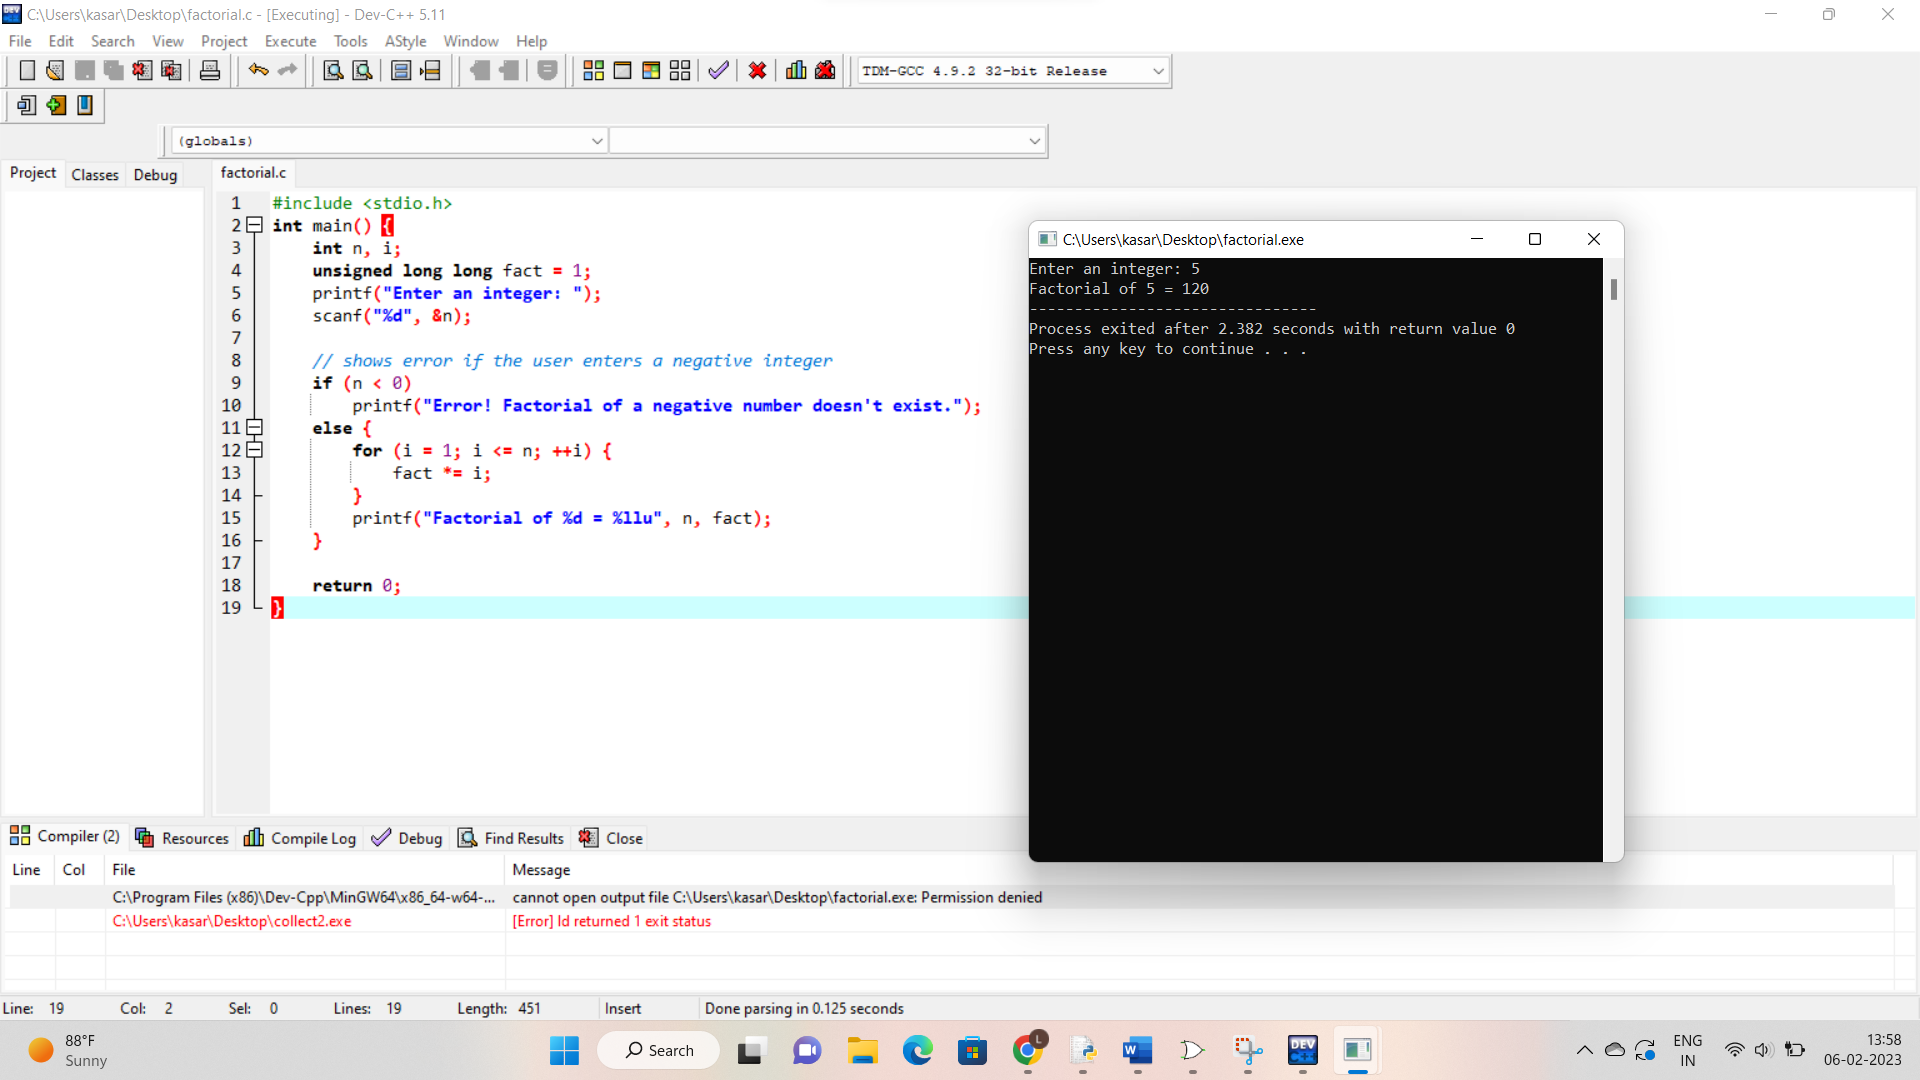 C:\Users\kasar\Desktop\factorial.c - [Executing] - Dev-C++ 5.11
File Edit Search View Project Execute Tools AStyle Window Help
TDM-GCC 4.9.2 32-bit Release
(globals)
Project Classes Debug factorial.c
1 #include <stdio.h>
2 int main() {
3 int n, i;
4 unsigned long long fact = 1;
5 printf("Enter an integer: ");
6 scanf("%d", &n);
7
8 // shows error if the user enters a negative integer
9 if (n < 0)
10 printf("Error! Factorial of a negative number doesn't exist.");
11 else {
12 for (i = 1; i <= n; ++i) {
13 fact *= i;
14 }
15 printf("Factorial of %d = %llu", n, fact);
16 }
17
18 return 0;
19 }
C:\Users\kasar\Desktop\factorial.exe
Enter an integer: 5
Factorial of 5 = 120
--------------------------------
Process exited after 2.382 seconds with return value 0
Press any key to continue . . .
Compiler (2) Resources Compile Log Debug Find Results Close
Line Col File Message
C:\Program Files (x86)\Dev-Cpp\MinGW64\x86_64-w64-... cannot open output file C:\Users\kasar\Desktop\factorial.exe: Permission denied
C:\Users\kasar\Desktop\collect2.exe [Error] ld returned 1 exit status
Line: 19 Col: 2 Sel: 0 Lines: 19 Length: 451 Insert Done parsing in 0.125 seconds
88°F
Sunny
Search
L
W
DEV
C++
ENG
IN
13:58
06-02-2023